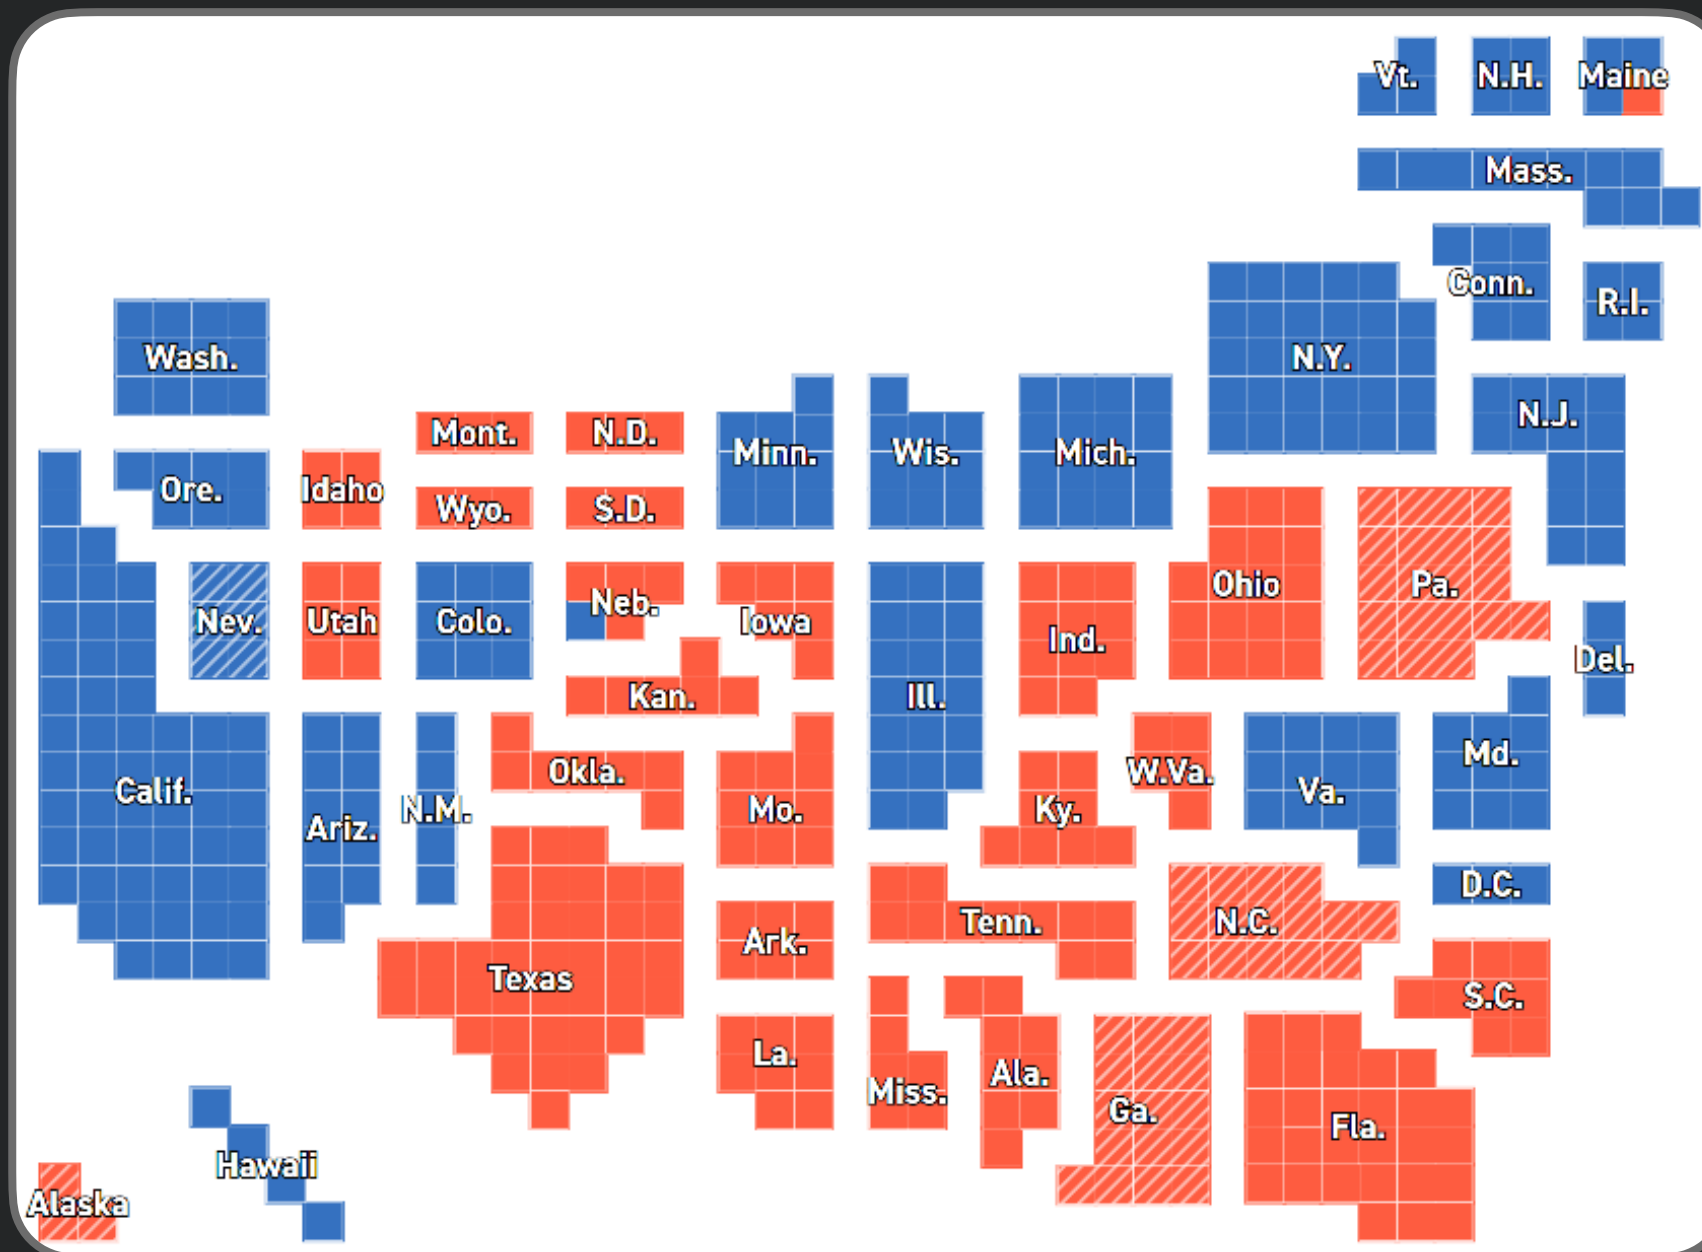 Vt.
N.H.
Maine
Mass.
Conn.
R.I.
Wash.
N.Y.
N.J.
Mont.
N.D.
Minn.
Wis.
Mich.
Ore.
Idaho
Wyo.
S.D.
Nev.
Utah
Colo.
Neb.
Iowa
Ill.
Ind.
Ohio
Pa.
Del.
Kan.
Calif.
Ariz.
N.M.
Okla.
Mo.
Ky.
W.Va.
Va.
Md.
D.C.
Texas
Ark.
Tenn.
N.C.
S.C.
La.
Miss.
Ala.
Ga.
Fla.
Hawaii
Alaska